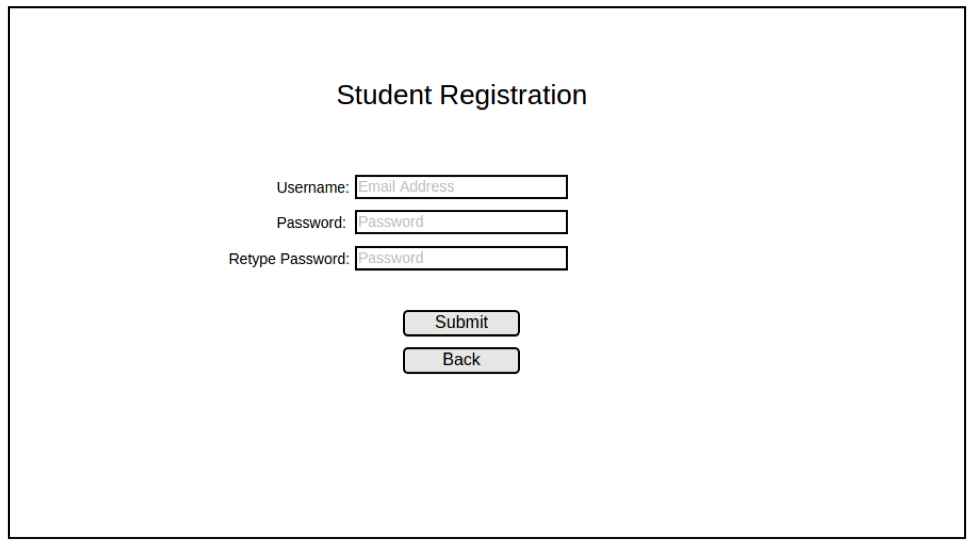 Student Registration
Username: Email Address
Password: Password
Retype Password: Password
Submit
Back